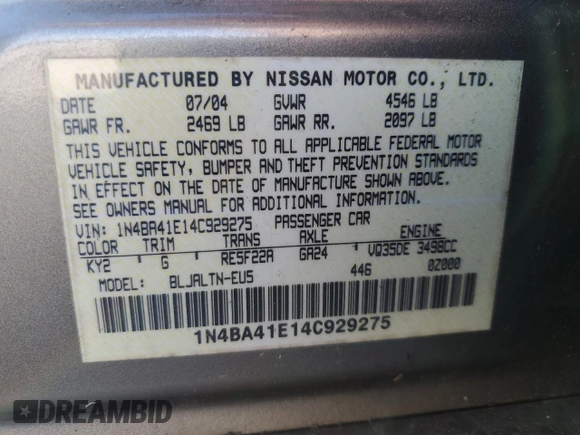 MANUFACTURED BY NISSAN MOTOR CO., LTD.
DATE 07/04 GVWR 4546 LB
GAWR FR. 2469 LB GAWR RR. 2097 LB
THIS VEHICLE CONFORMS TO ALL APPLICABLE FEDERAL MOTOR
VEHICLE SAFETY, BUMPER AND THEFT PREVENTION STANDARDS
IN EFFECT ON THE DATE OF MANUFACTURE SHOWN ABOVE.
SEE OWNERS MANUAL FOR ADDITIONAL INFORMATION.
VIN: 1N4BA41E14C929275 PASSENGER CAR
COLOR TRIM TRANS AXLE ENGINE
KY2 G RE5F22A GA24 VQ35DE 3498CC
MODEL: BLJALTN-EU5 446 0Z000
1N4BA41E14C929275
DREAMBID